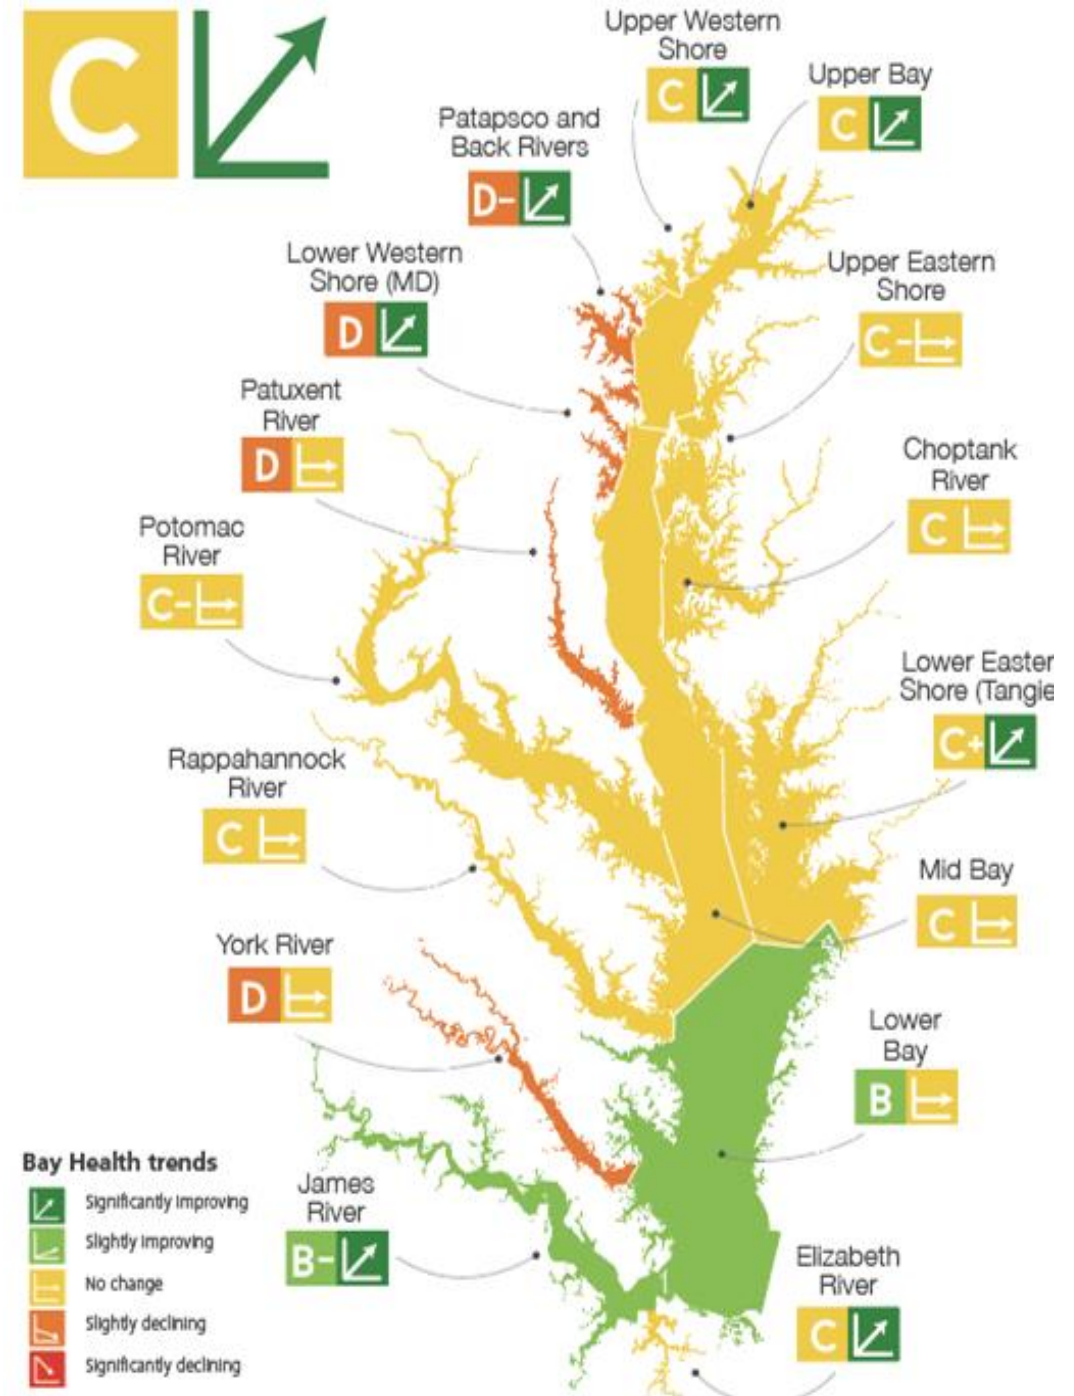 C
Upper Western
Shore
C
Upper Bay
C
Patapsco and
Back Rivers
D-
Lower Western
Shore (MD)
D
Upper Eastern
Shore
C-
Patuxent
River
D
Choptank
River
C
Potomac
River
C-
Lower Easter
Shore (Tangie
C+
Rappahannock
River
C
Mid Bay
C
York River
D
Lower
Bay
B
James
River
B-
Elizabeth
River
C
Bay Health trends
Significantly improving
Slightly improving
No change
Slightly declining
Significantly declining